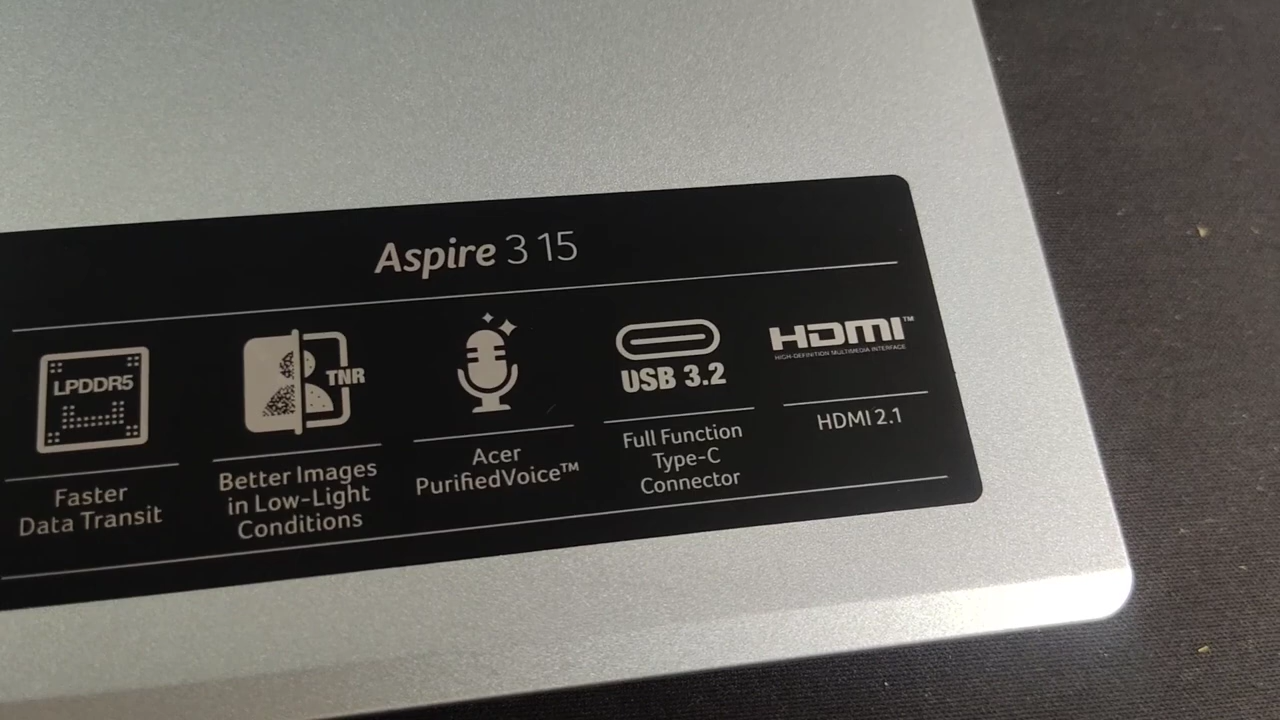 Aspire 3 15
LPDDR5
Faster
Data Transit
TNR
Better Images
in Low-Light
Conditions
Acer
PurifiedVoice™
USB 3.2
Full Function
Type-C
Connector
HDMI™
HIGH-DEFINITION MULTIMEDIA INTERFACE
HDMI 2.1